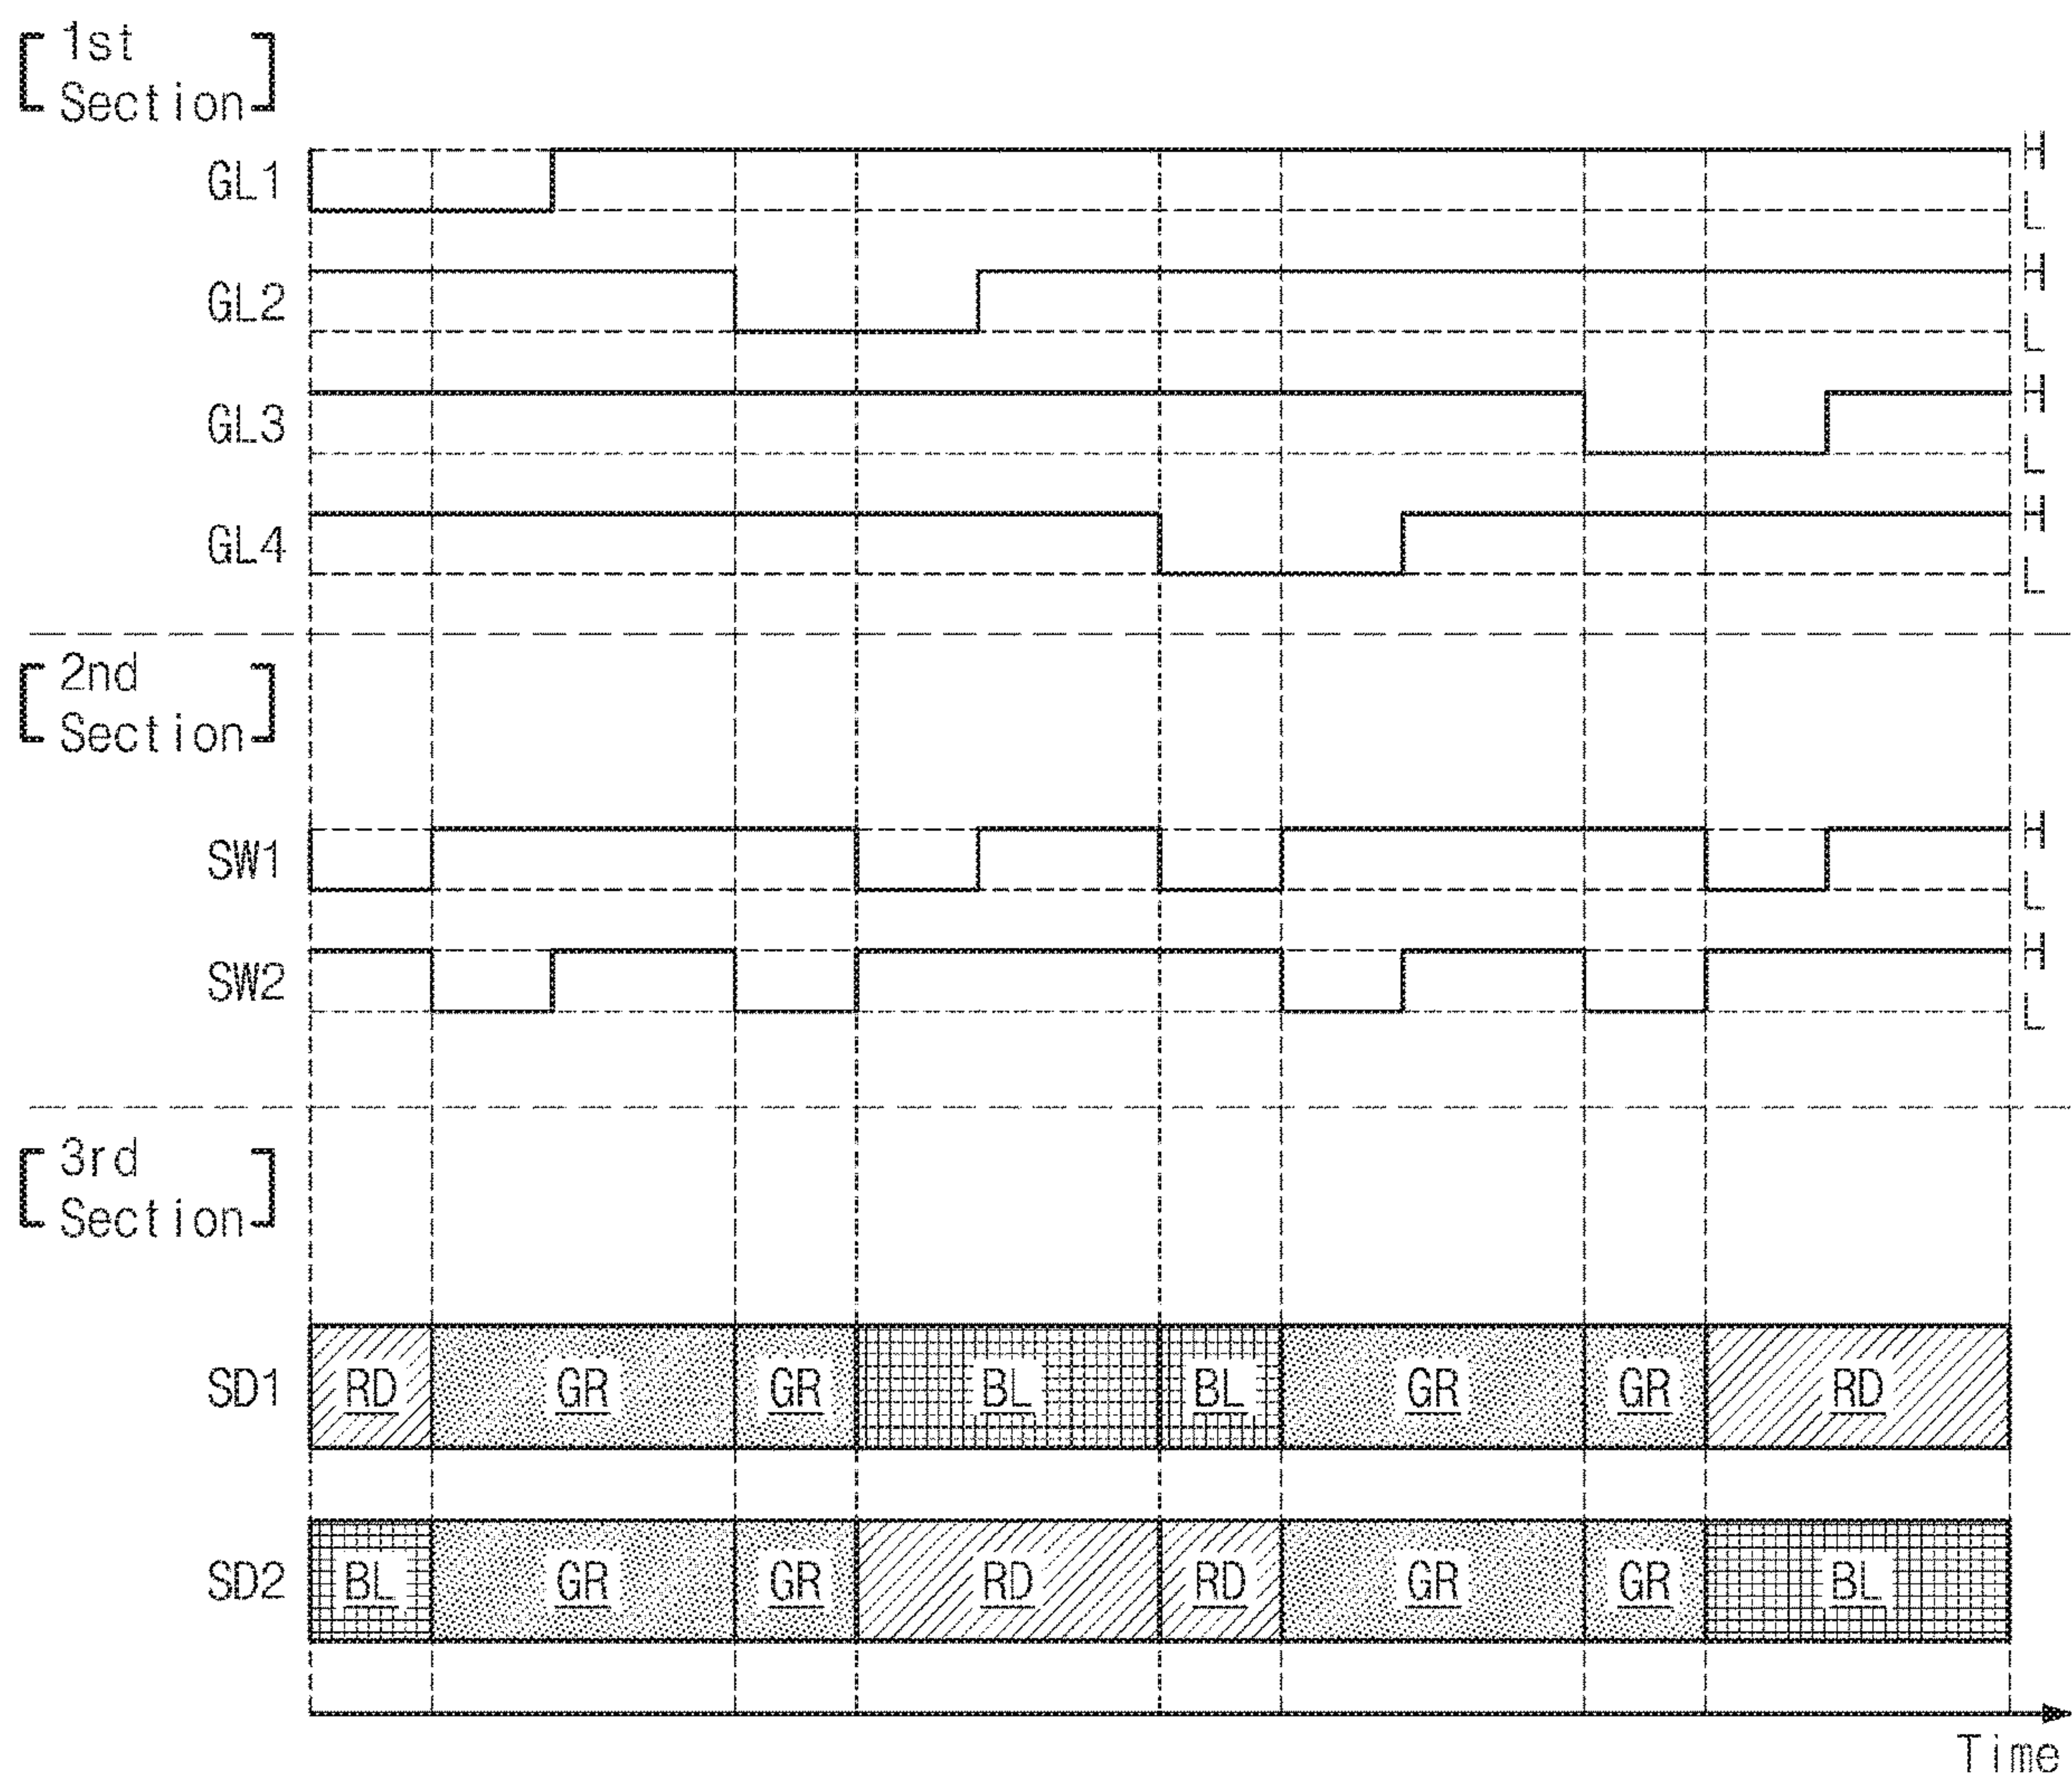 [ 1st
Section ]
GL1 H
L
GL2 H
L
GL3 H
L
GL4 H
L
[ 2nd
Section ]
SW1 H
L
SW2 H
L
[ 3rd
Section ]
SD1 RD GR GR BL BL GR GR RD
SD2 BL GR GR RD RD GR GR BL
Time